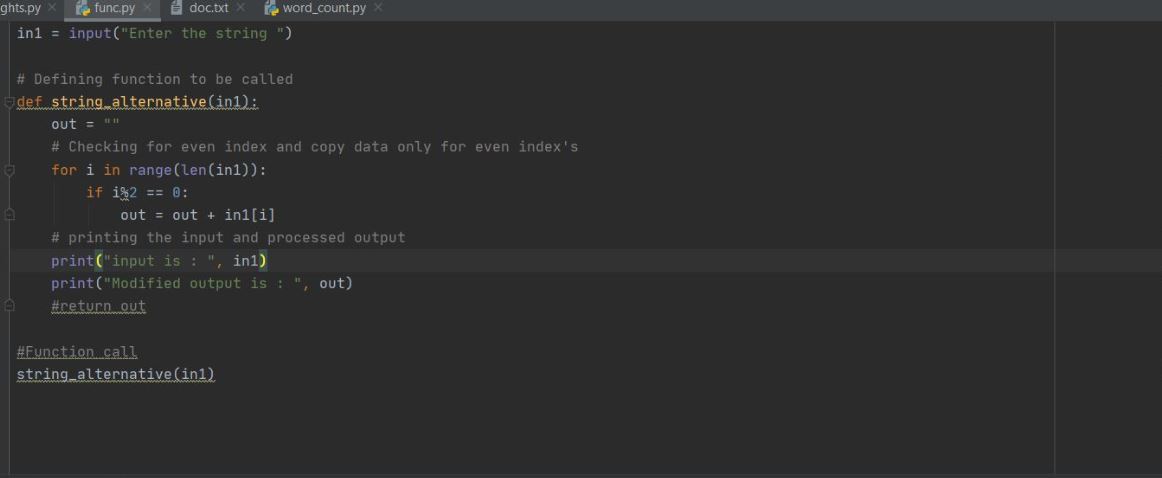 ghts.py × func.py × doc.txt × word_count.py ×
in1 = input("Enter the string ")
# Defining function to be called
def string_alternative(in1):
    out = ""
    # Checking for even index and copy data only for even index's
    for i in range(len(in1)):
        if i%2 == 0:
            out = out + in1[i]
    # printing the input and processed output
    print("input is : ", in1)
    print("Modified output is : ", out)
    #return out
#Function call
string_alternative(in1)